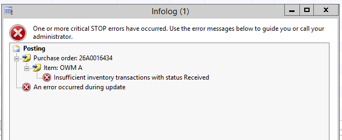 Infolog (1)
One or more critical STOP errors have occurred. Use the error messages below to guide you or call your
administrator.
Posting
Purchase order: 26A0016434
Item: OWM A
Insufficient inventory transactions with status Received
An error occurred during update